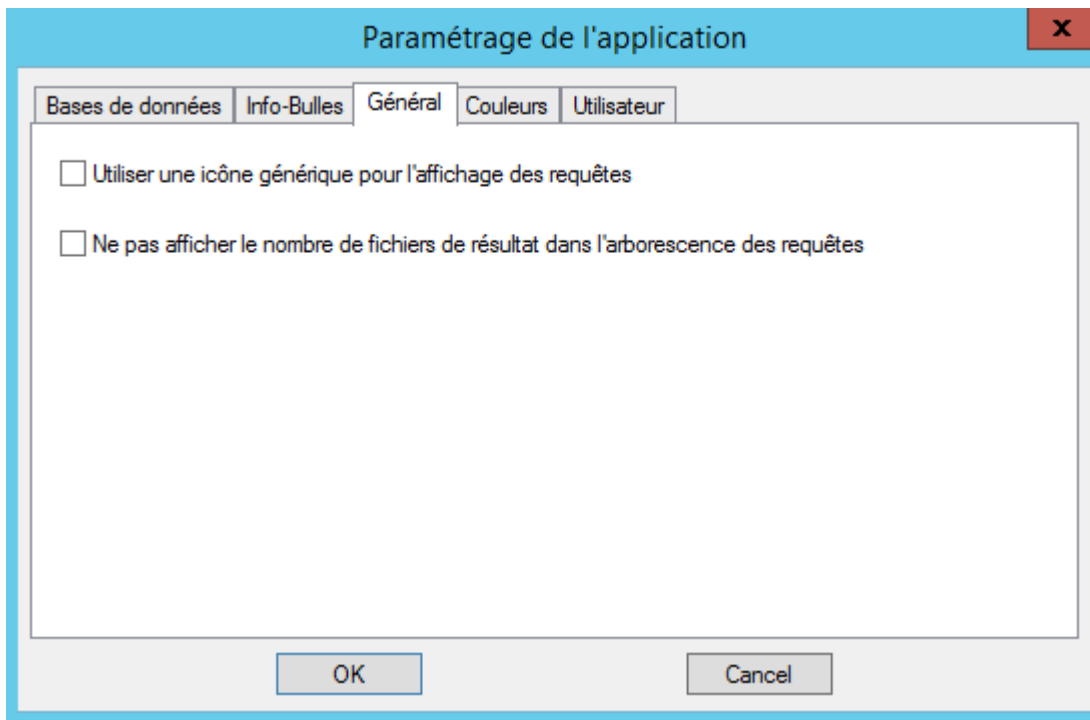 Paramétrage de l'application
x
Bases de données Info-Bulles Général Couleurs Utilisateur
Utiliser une icône générique pour l'affichage des requêtes
Ne pas afficher le nombre de fichiers de résultat dans l'arborescence des requêtes
OK Cancel